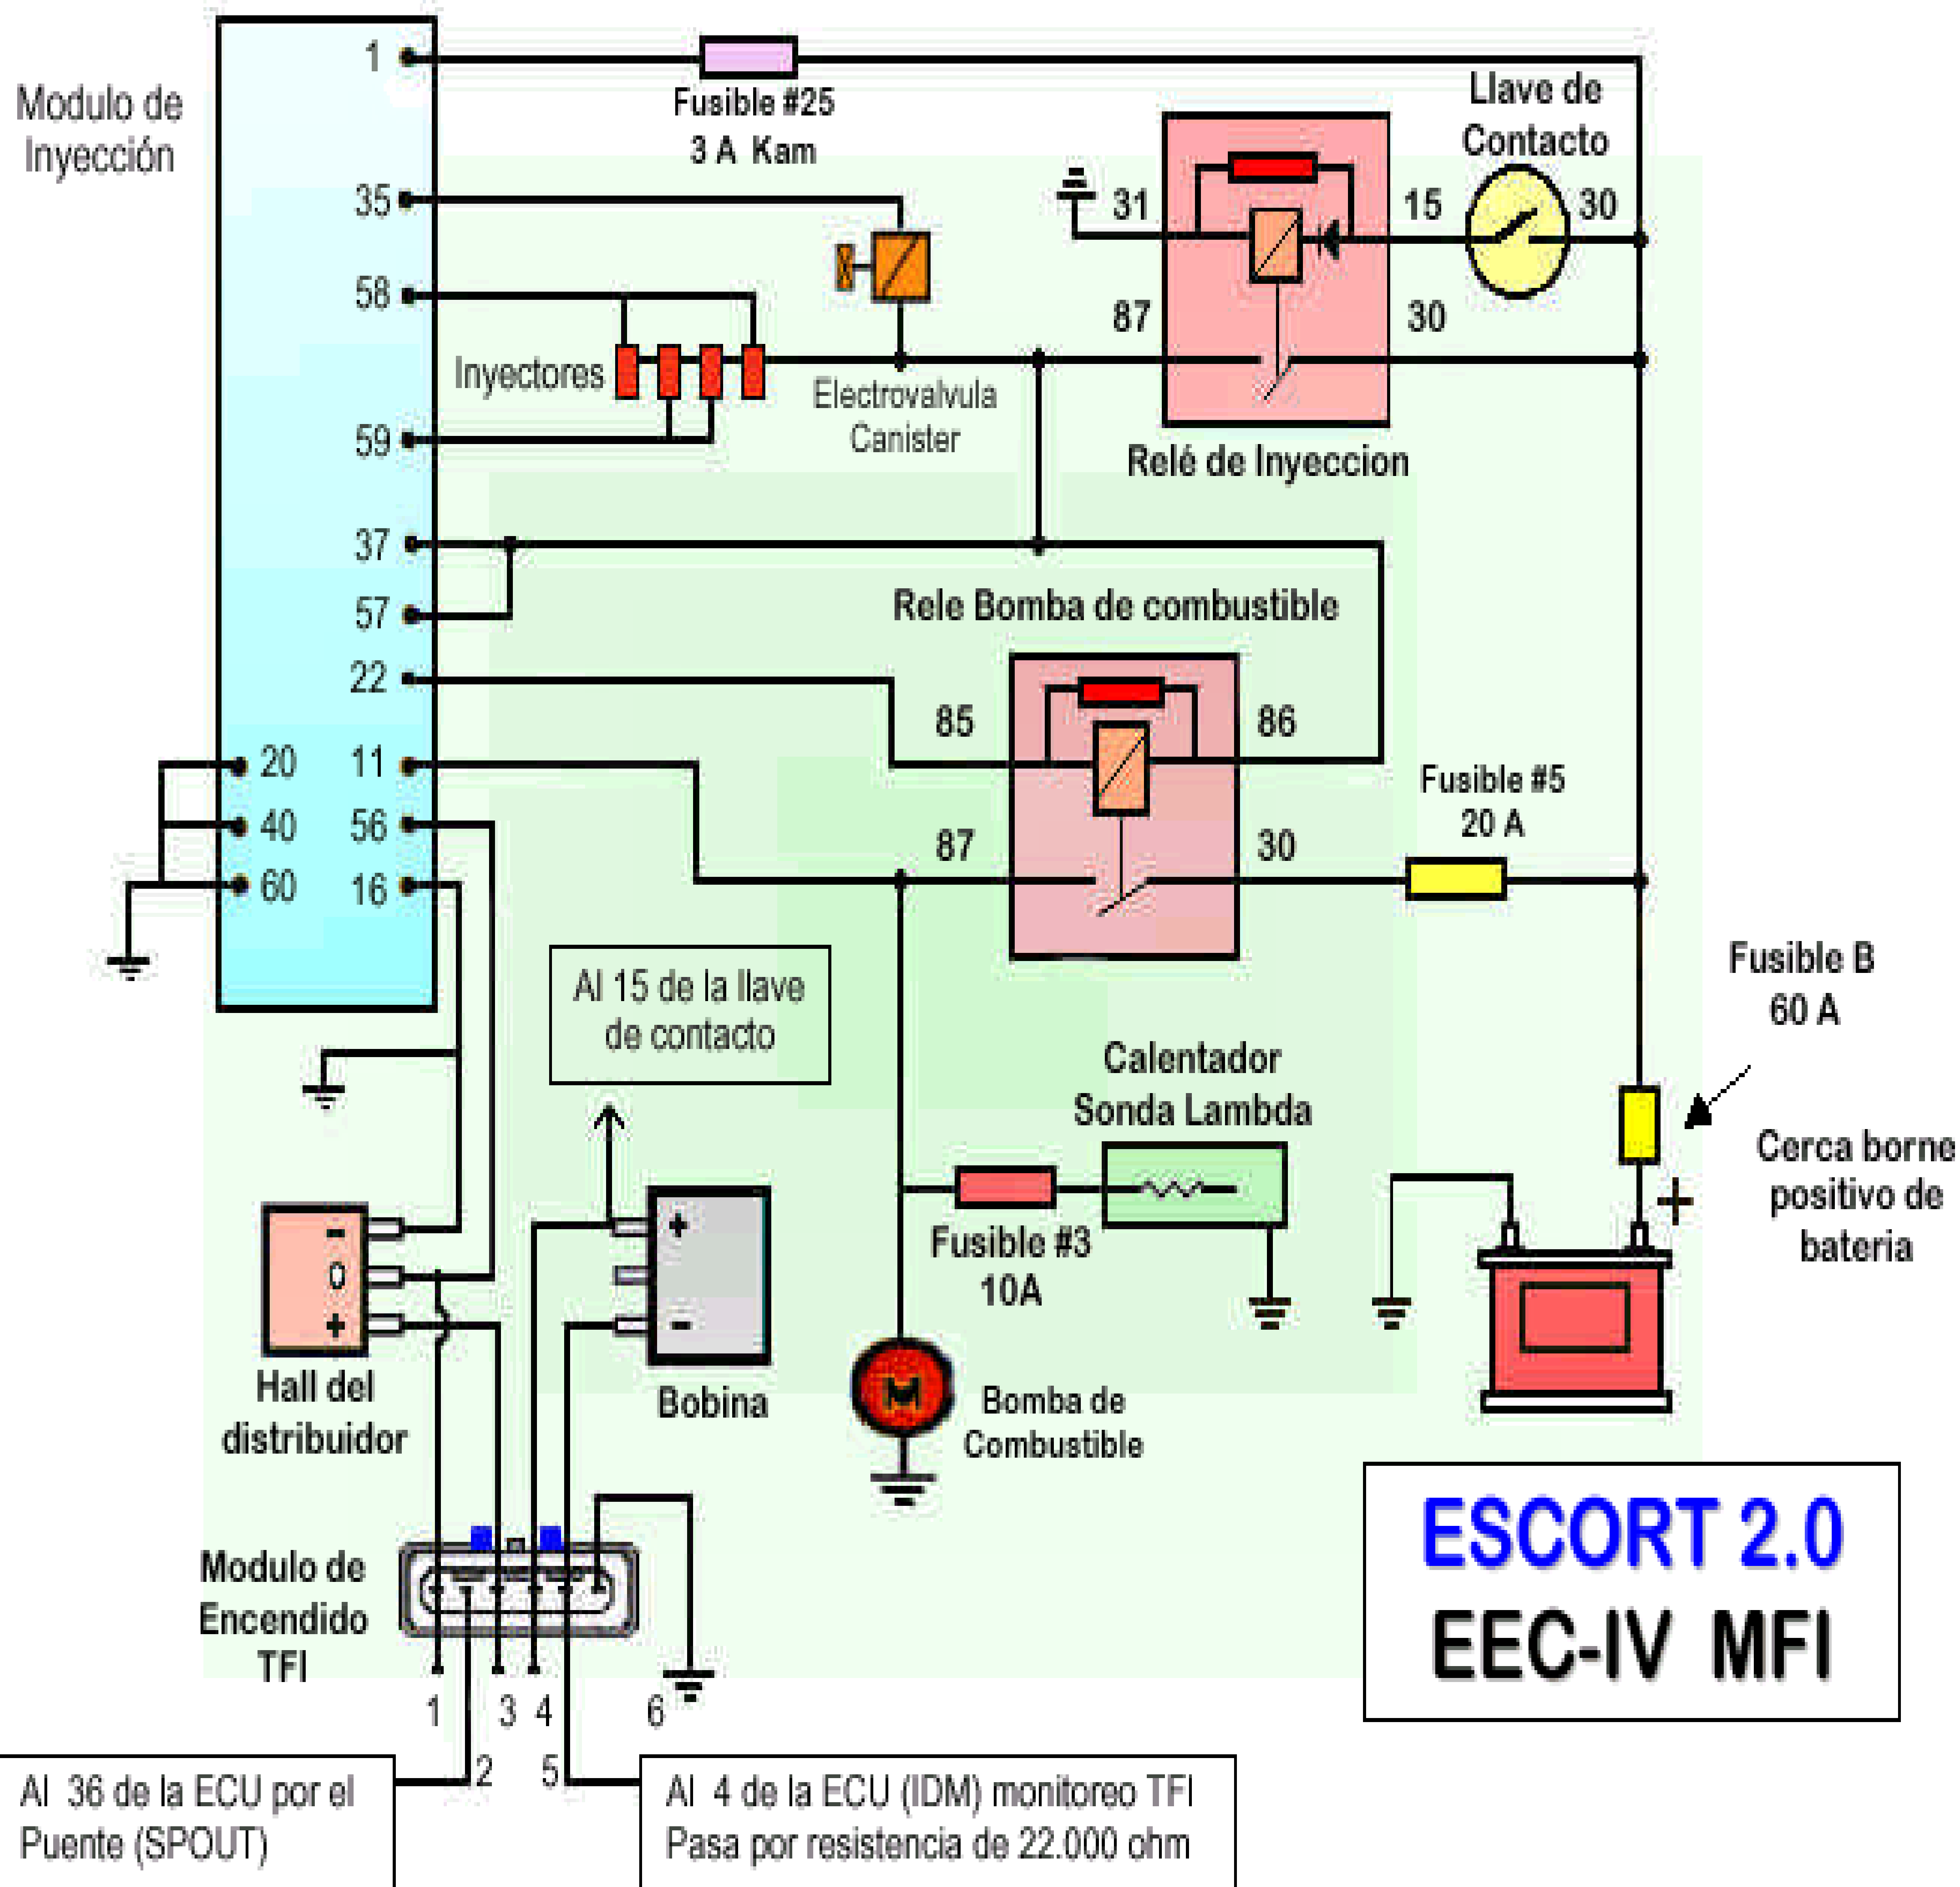 Modulo de
Inyección
1
35
58
59
37
57
22
11
56
16
20
40
60
Fusible #25
3 A Kam
Llave de
Contacto
31
15
30
87
30
Relé de Inyeccion
Inyectores
Electrovalvula
Canister
Rele Bomba de combustible
85
86
87
30
Fusible #5
20 A
Fusible B
60 A
Cerca borne
positivo de
bateria
+
Al 15 de la llave
de contacto
Calentador
Sonda Lambda
Fusible #3
10A
-
0
+
Hall del
distribuidor
+
-
Bobina
M
Bomba de
Combustible
Modulo de
Encendido
TFI
1
2
3
4
5
6
Al 36 de la ECU por el
Puente (SPOUT)
Al 4 de la ECU (IDM) monitoreo TFI
Pasa por resistencia de 22.000 ohm
ESCORT 2.0
EEC-IV MFI